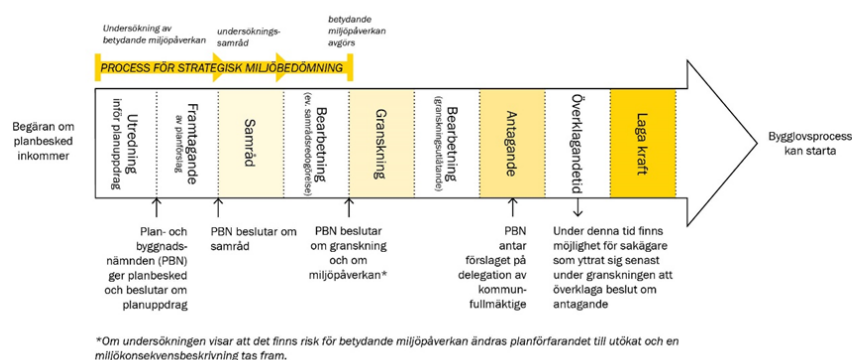 Undersökning av
betydande miljöpåverkan
undersöknings-
samråd
betydande
miljöpåverkan
avgörs
PROCESS FÖR STRATEGISK MILJÖBEDÖMNING
Begäran om
planbesked
inkommer
Utredning
inför planuppdrag
Framtagande
av planförslag
Samråd
Bearbetning
(ev. samrådsredogörelse)
Granskning
Bearbetning
(granskningsutlåtande)
Antagande
Överklagandetid
Laga kraft
Bygglovsprocess
kan starta
Plan- och
byggnads-
nämnden (PBN)
ger planbesked
och beslutar om
planuppdrag
PBN beslutar om
samråd
PBN beslutar
om granskning
och om
miljöpåverkan*
PBN
antar
förslaget på
delegation av
kommun-
fullmäktige
Under denna tid finns
möjlighet för sakägare
som yttrat sig senast
under granskningen att
överklaga beslut om
antagande
*Om undersökningen visar att det finns risk för betydande miljöpåverkan ändras planförfarandet till utökat och en
miljökonsekvensbeskrivning tas fram.